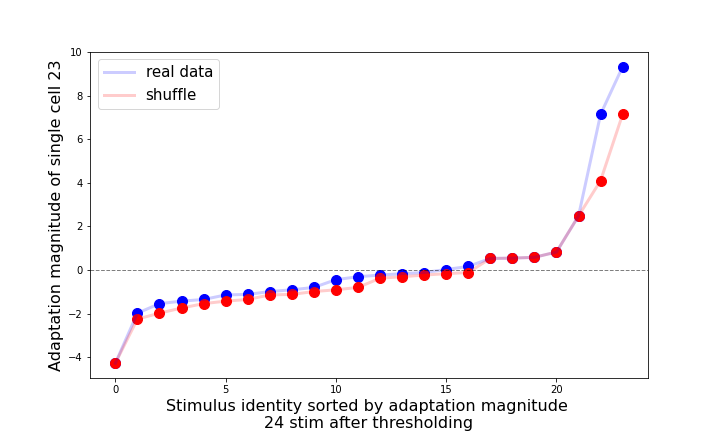 10
8
6
4
2
0
−2
−4
Adaptation magnitude of single cell 23
real data
shuffle
0
5
10
15
20
Stimulus identity sorted by adaptation magnitude
24 stim after thresholding